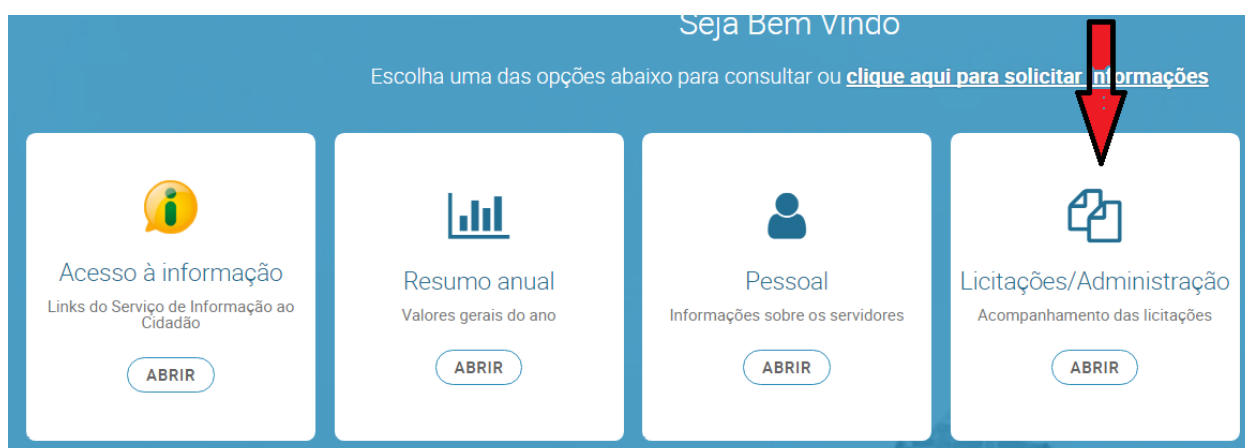 Seja Bem Vindo
Escolha uma das opções abaixo para consultar ou clique aqui para solicitar informações
Acesso à informação
Links do Serviço de Informação ao
Cidadão
ABRIR
Resumo anual
Valores gerais do ano
ABRIR
Pessoal
Informações sobre os servidores
ABRIR
Licitações/Administração
Acompanhamento das licitações
ABRIR